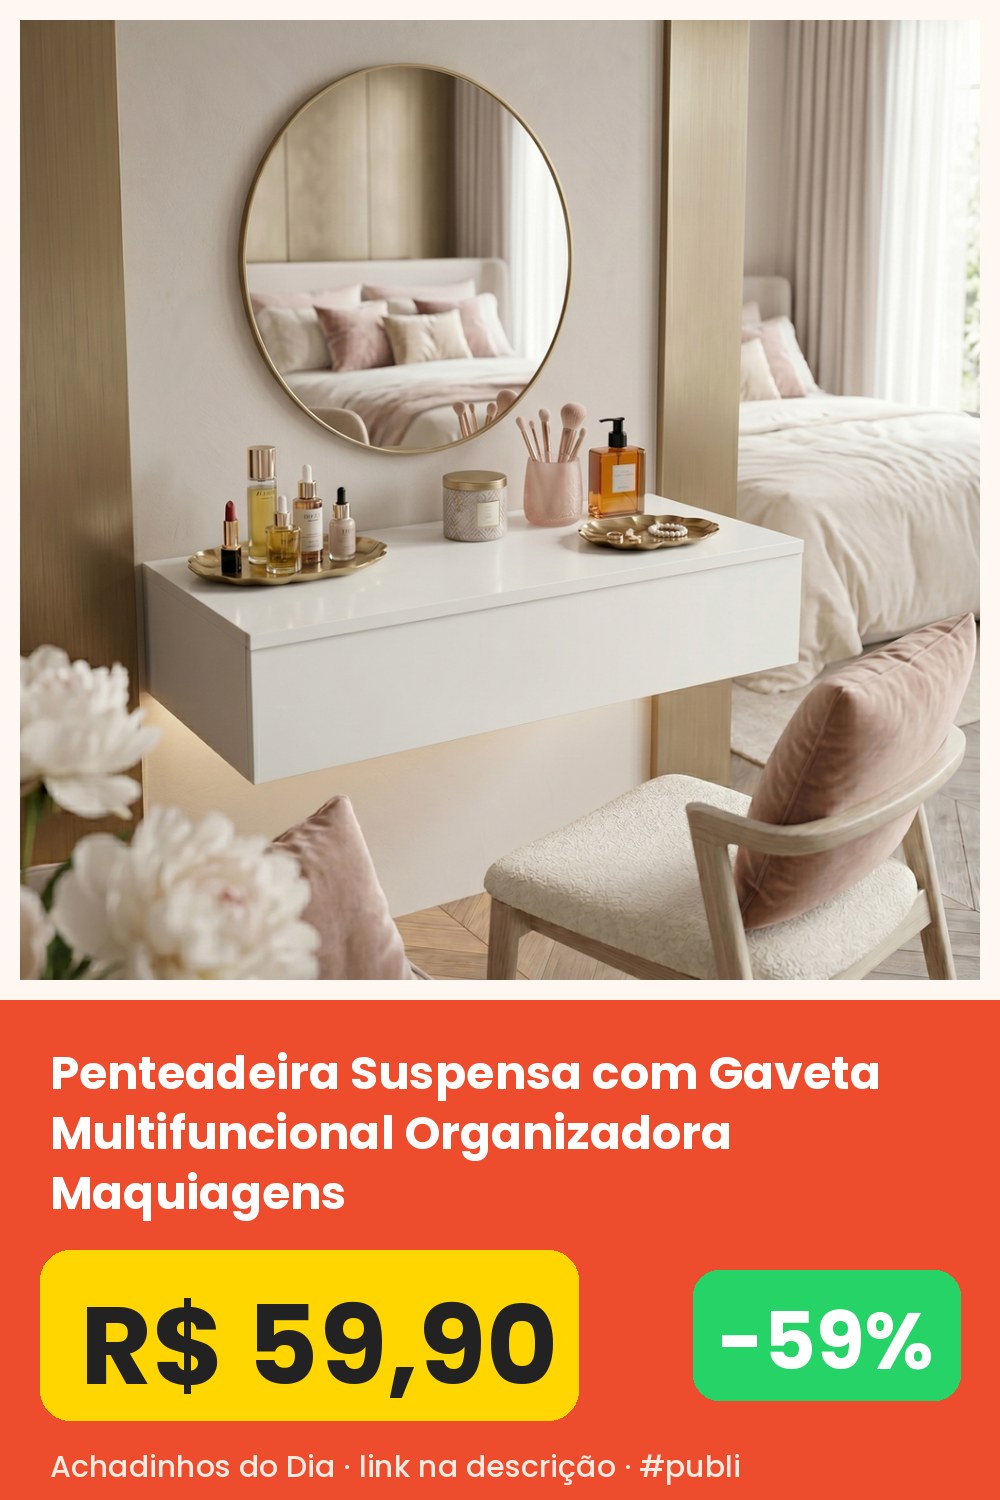 Penteadeira Suspensa com Gaveta
Multifuncional Organizadora
Maquiagens
R$ 59,90
-59%
Achadinhos do Dia · link na descrição · #publi